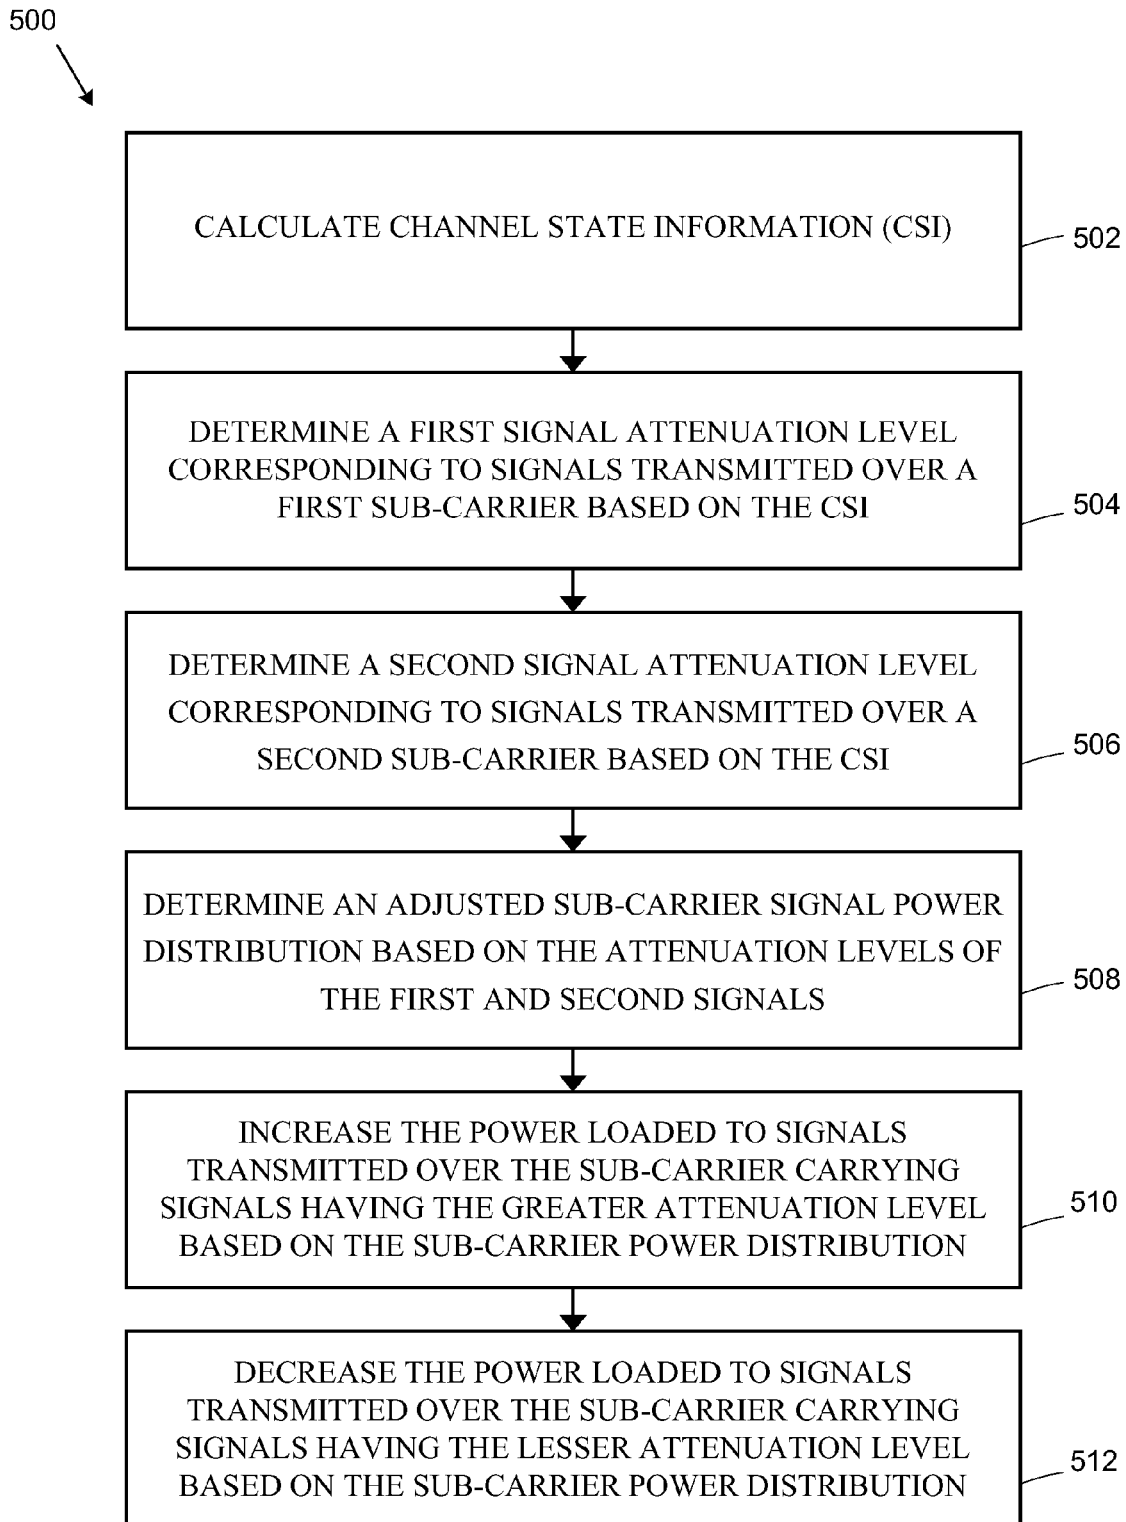 500
CALCULATE CHANNEL STATE INFORMATION (CSI)
502
DETERMINE A FIRST SIGNAL ATTENUATION LEVEL
CORRESPONDING TO SIGNALS TRANSMITTED OVER A
FIRST SUB-CARRIER BASED ON THE CSI
504
DETERMINE A SECOND SIGNAL ATTENUATION LEVEL
CORRESPONDING TO SIGNALS TRANSMITTED OVER A
SECOND SUB-CARRIER BASED ON THE CSI
506
DETERMINE AN ADJUSTED SUB-CARRIER SIGNAL POWER
DISTRIBUTION BASED ON THE ATTENUATION LEVELS OF
THE FIRST AND SECOND SIGNALS
508
INCREASE THE POWER LOADED TO SIGNALS
TRANSMITTED OVER THE SUB-CARRIER CARRYING
SIGNALS HAVING THE GREATER ATTENUATION LEVEL
BASED ON THE SUB-CARRIER POWER DISTRIBUTION
510
DECREASE THE POWER LOADED TO SIGNALS
TRANSMITTED OVER THE SUB-CARRIER CARRYING
SIGNALS HAVING THE LESSER ATTENUATION LEVEL
BASED ON THE SUB-CARRIER POWER DISTRIBUTION
512